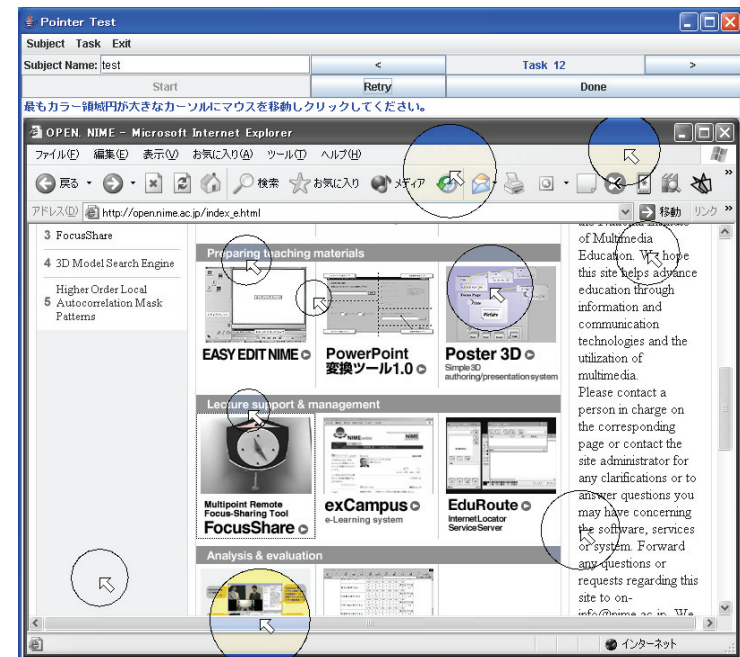 Pointer Test
Subject Task Exit
Subject Name: test < Task 12 >
Start Retry Done
最もカラー領域円が大きなカーソルにマウスを移動しクリックしてください。
OPEN. NIME - Microsoft Internet Explorer
ファイル(F) 編集(E) 表示(V) お気に入り(A) ツール(T) ヘルプ(H)
戻る 検索 お気に入り メディア
アドレス(D) http://open.nime.ac.jp/index_e.html 移動 リンク
3 FocusShare
4 3D Model Search Engine
5 Higher Order Local
Autocorrelation Mask
Patterns
Preparing teaching materials
EASY EDIT NIME
PowerPoint
変換ツール1.0
Poster 3D
Simple3D
authoring/presentation system
Lecture support & management
Multipoint Remote
Focus-Sharing Tool
FocusShare
exCampus
e-Learning system
EduRoute
InternetLocator
ServiceServer
Analysis & evaluation
of Multimedia
Education. We hope
this site helps advance
education through
information and
communication
technologies and the
utilization of
multimedia.
Please contact a
person in charge on
the corresponding
page or contact the
site administrator for
any clarifications or to
answer questions you
may have concerning
the software, services
or system. Forward
any questions or
requests regarding this
site to on-
info@nime.ac.jp. We
インターネット